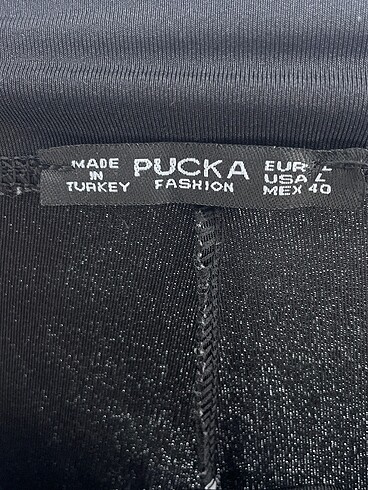 MADE IN TURKEY
PUCKA FASHION
EUR L
USA L
MEX 40